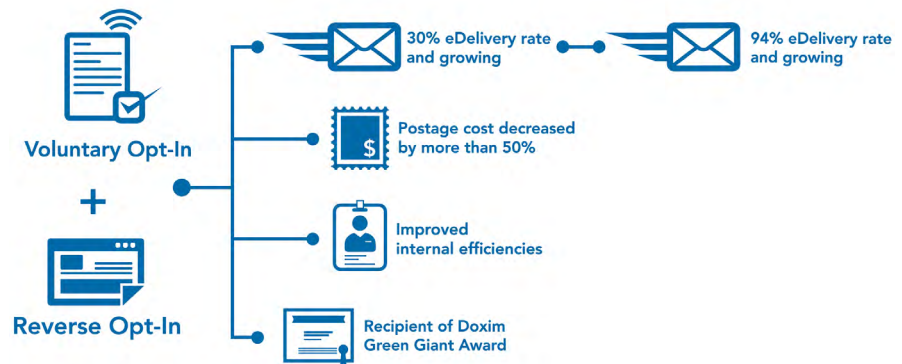 Voluntary Opt-In
+
Reverse Opt-In
30% eDelivery rate
and growing
94% eDelivery rate
and growing
$
Postage cost decreased
by more than 50%
Improved
internal efficiencies
Recipient of Doxim
Green Giant Award